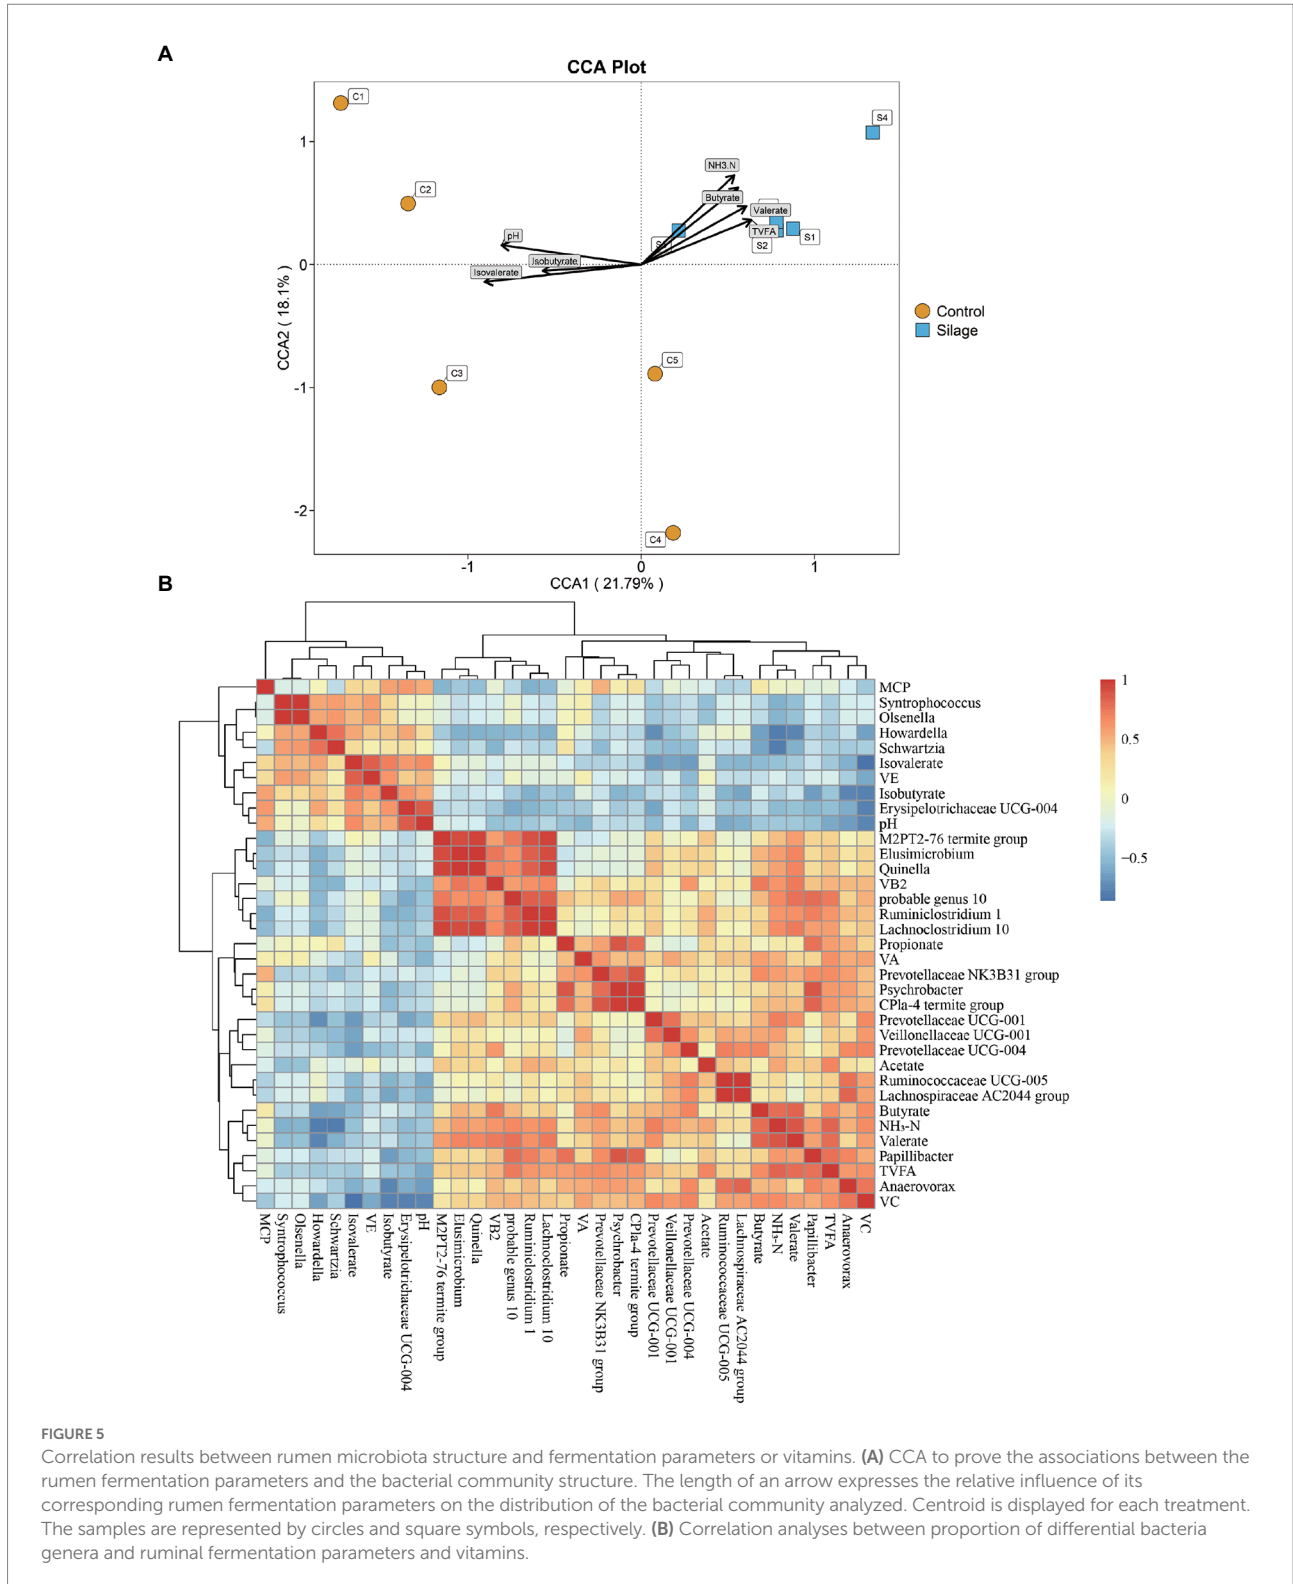 A
CCA Plot
C1
S4
1
NH3.N
C2
Butyrate
Valerate
pH
TVFA
S1
S2
Isobutyrate
0
Isovalerate
CCA2 ( 18.1% )
Control
Silage
C5
C3
-1
-2
C4
-1
0
1
CCA1 ( 21.79% )
B
MCP
Syntrophococcus
Olsenella
Howardella
Schwartzia
Isovalerate
VE
Isobutyrate
Erysipelotrichaceae UCG-004
pH
M2PT2-76 termite group
Elusimicrobium
Quinella
VB2
probable genus 10
Ruminiclostridium 1
Lachnoclostridium 10
Propionate
VA
Prevotellaceae NK3B31 group
Psychrobacter
CPla-4 termite group
Prevotellaceae UCG-001
Veillonellaceae UCG-001
Prevotellaceae UCG-004
Acetate
Ruminococcaceae UCG-005
Lachnospiraceae AC2044 group
Butyrate
NH₃-N
Valerate
Papillibacter
TVFA
Anaerovorax
VC
1
0.5
0
−0.5
MCP
Syntrophococcus
Olsenella
Howardella
Schwartzia
Isovalerate
VE
Isobutyrate
Erysipelotrichaceae UCG-004
pH
M2PT2-76 termite group
Elusimicrobium
Quinella
VB2
probable genus 10
Ruminiclostridium 1
Lachnoclostridium 10
Propionate
VA
Prevotellaceae NK3B31 group
Psychrobacter
CPla-4 termite group
Prevotellaceae UCG-001
Veillonellaceae UCG-001
Prevotellaceae UCG-004
Acetate
Ruminococcaceae UCG-005
Lachnospiraceae AC2044 group
Butyrate
NH₃-N
Valerate
Papillibacter
TVFA
Anaerovorax
VC
FIGURE 5
Correlation results between rumen microbiota structure and fermentation parameters or vitamins. (A) CCA to prove the associations between the
rumen fermentation parameters and the bacterial community structure. The length of an arrow expresses the relative influence of its
corresponding rumen fermentation parameters on the distribution of the bacterial community analyzed. Centroid is displayed for each treatment.
The samples are represented by circles and square symbols, respectively. (B) Correlation analyses between proportion of differential bacteria
genera and ruminal fermentation parameters and vitamins.